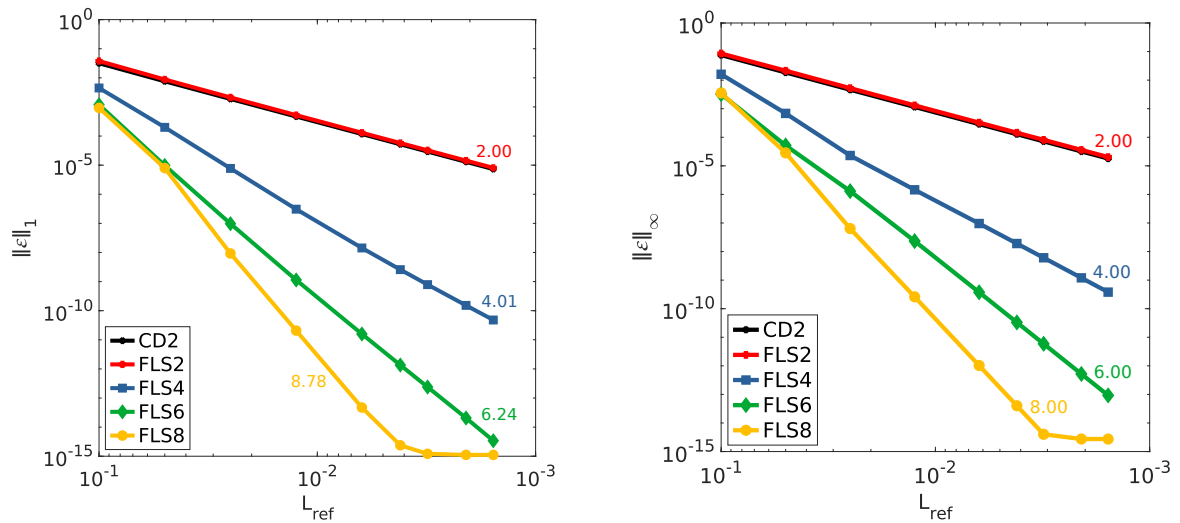 10^0
10^-5
10^-10
10^-15
‖ε‖_1
2.00
4.01
6.24
8.78
CD2
FLS2
FLS4
FLS6
FLS8
10^-1
10^-2
10^-3
L_ref
10^0
10^-5
10^-10
10^-15
‖ε‖_∞
2.00
4.00
6.00
8.00
CD2
FLS2
FLS4
FLS6
FLS8
10^-1
10^-2
10^-3
L_ref